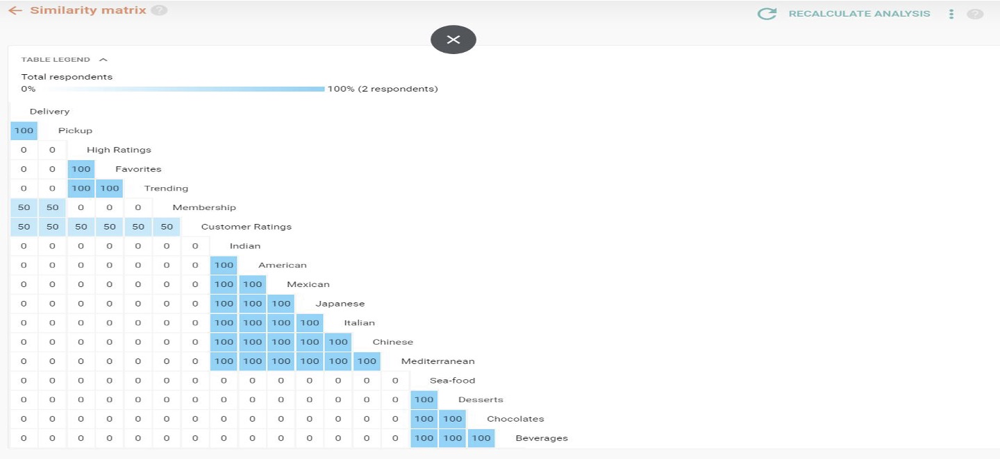 ← Similarity matrix ?
RECALCULATE ANALYSIS ?
×
TABLE LEGEND
Total respondents
0% 100% (2 respondents)
Delivery
100 Pickup
0 0 High Ratings
0 0 100 Favorites
0 0 100 100 Trending
50 50 0 0 0 Membership
50 50 50 50 50 50 Customer Ratings
0 0 0 0 0 0 0 Indian
0 0 0 0 0 0 0 100 American
0 0 0 0 0 0 0 100 100 Mexican
0 0 0 0 0 0 0 100 100 100 Japanese
0 0 0 0 0 0 0 100 100 100 100 Italian
0 0 0 0 0 0 0 100 100 100 100 100 Chinese
0 0 0 0 0 0 0 100 100 100 100 100 100 Mediterranean
0 0 0 0 0 0 0 0 0 0 0 0 0 0 Sea-food
0 0 0 0 0 0 0 0 0 0 0 0 0 0 100 Desserts
0 0 0 0 0 0 0 0 0 0 0 0 0 0 100 100 Chocolates
0 0 0 0 0 0 0 0 0 0 0 0 0 0 100 100 100 Beverages